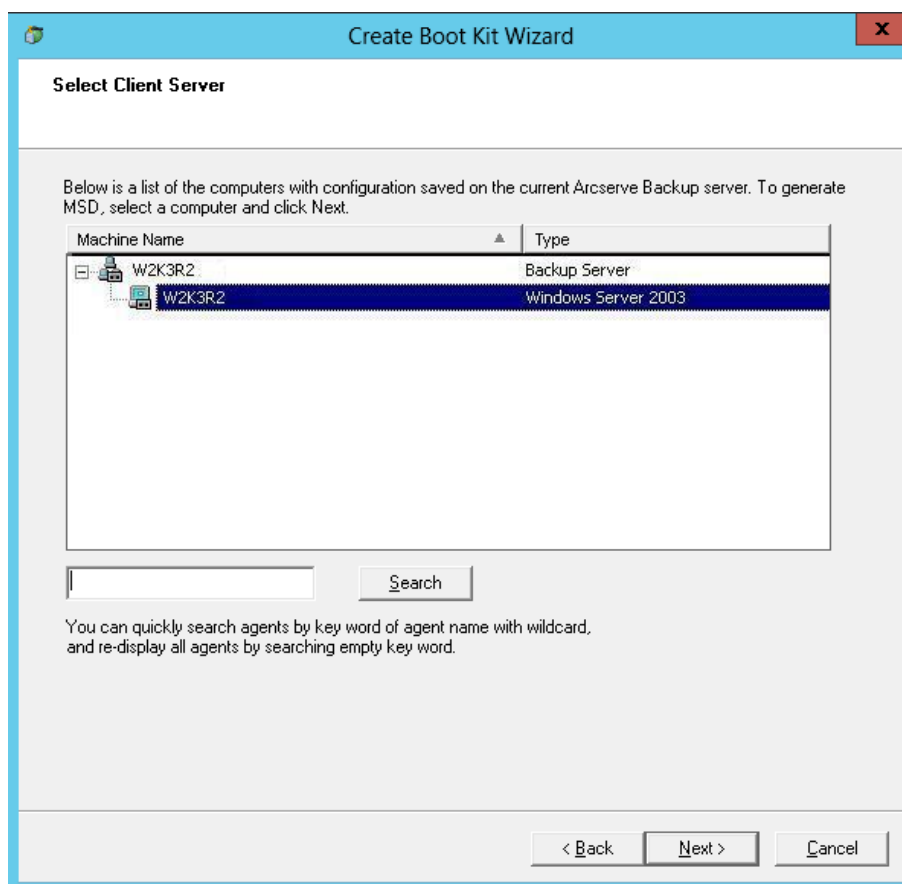 Create Boot Kit Wizard
x
Select Client Server
Below is a list of the computers with configuration saved on the current Arcserve Backup server. To generate
MSD, select a computer and click Next.
Machine Name Type
W2K3R2 Backup Server
W2K3R2 Windows Server 2003
Search
You can quickly search agents by key word of agent name with wildcard,
and re-display all agents by searching empty key word.
< Back Next > Cancel